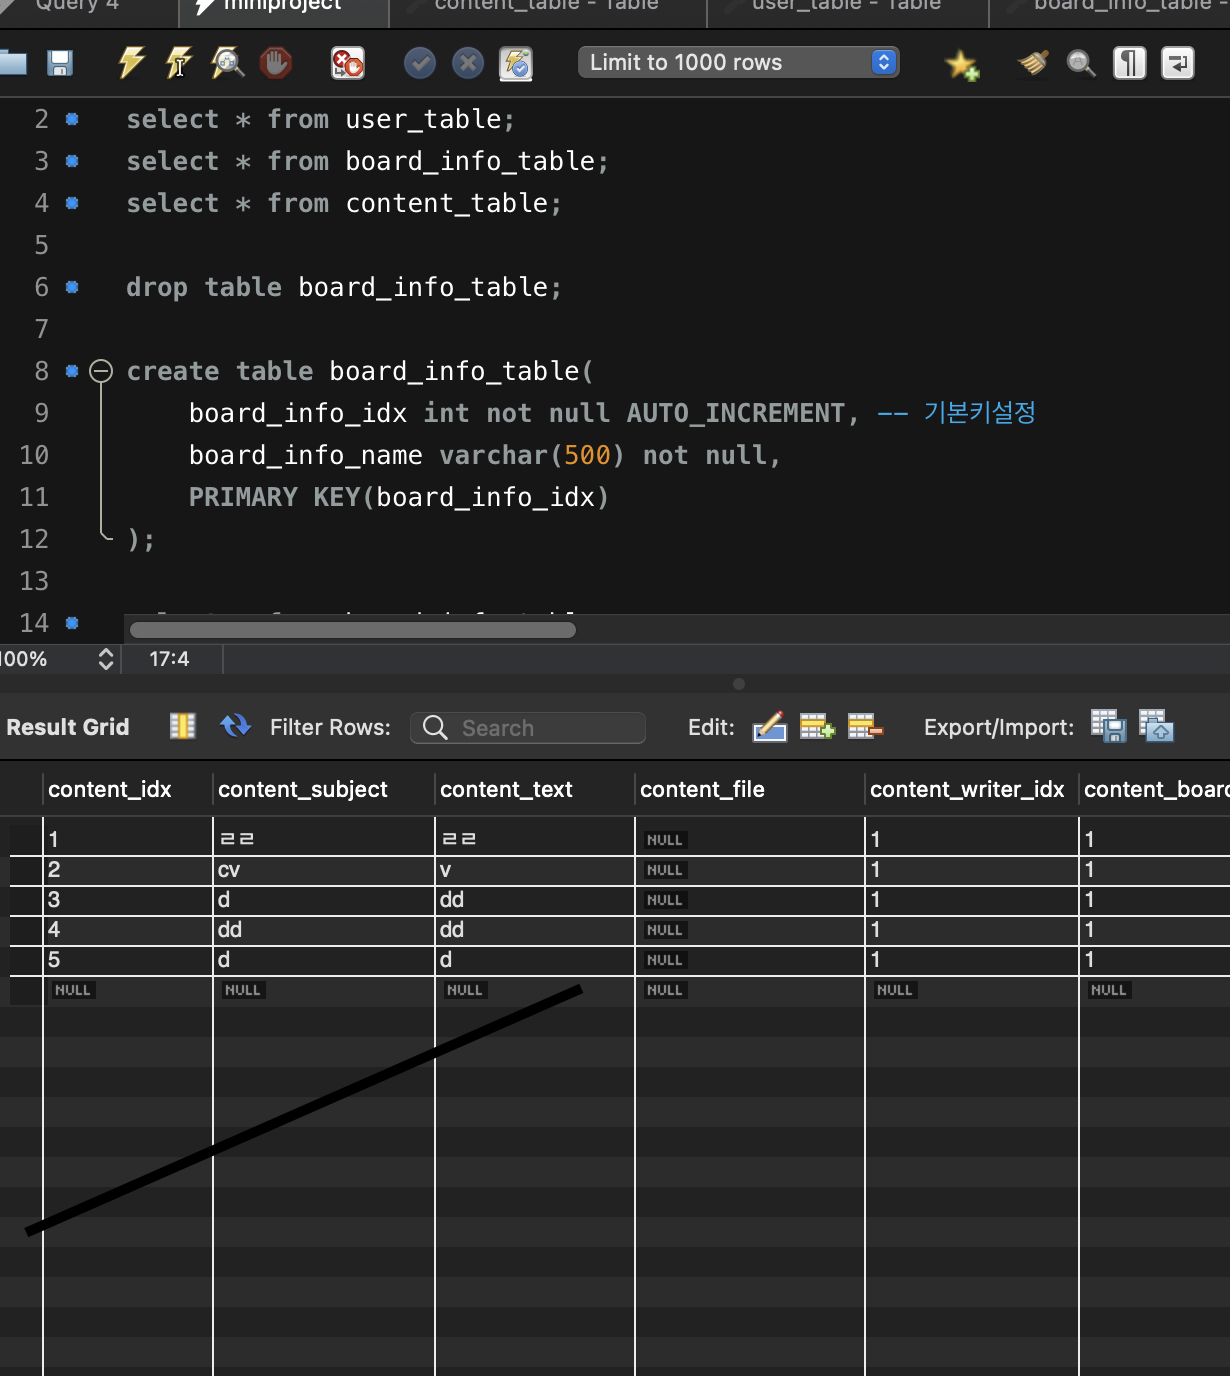 Query 4 miniproject content_table - Table user_table - Table board_info_table -
Limit to 1000 rows
2 select * from user_table;
3 select * from board_info_table;
4 select * from content_table;
5
6 drop table board_info_table;
7
8 create table board_info_table(
9 board_info_idx int not null AUTO_INCREMENT, -- 기본키설정
10 board_info_name varchar(500) not null,
11 PRIMARY KEY(board_info_idx)
12 );
13
14
100% 17:4
Result Grid Filter Rows: Search Edit: Export/Import:
content_idx content_subject content_text content_file content_writer_idx content_board
1 ㄹㄹ ㄹㄹ NULL 1 1
2 cv v NULL 1 1
3 d dd NULL 1 1
4 dd dd NULL 1 1
5 d d NULL 1 1
NULL NULL NULL NULL NULL NULL